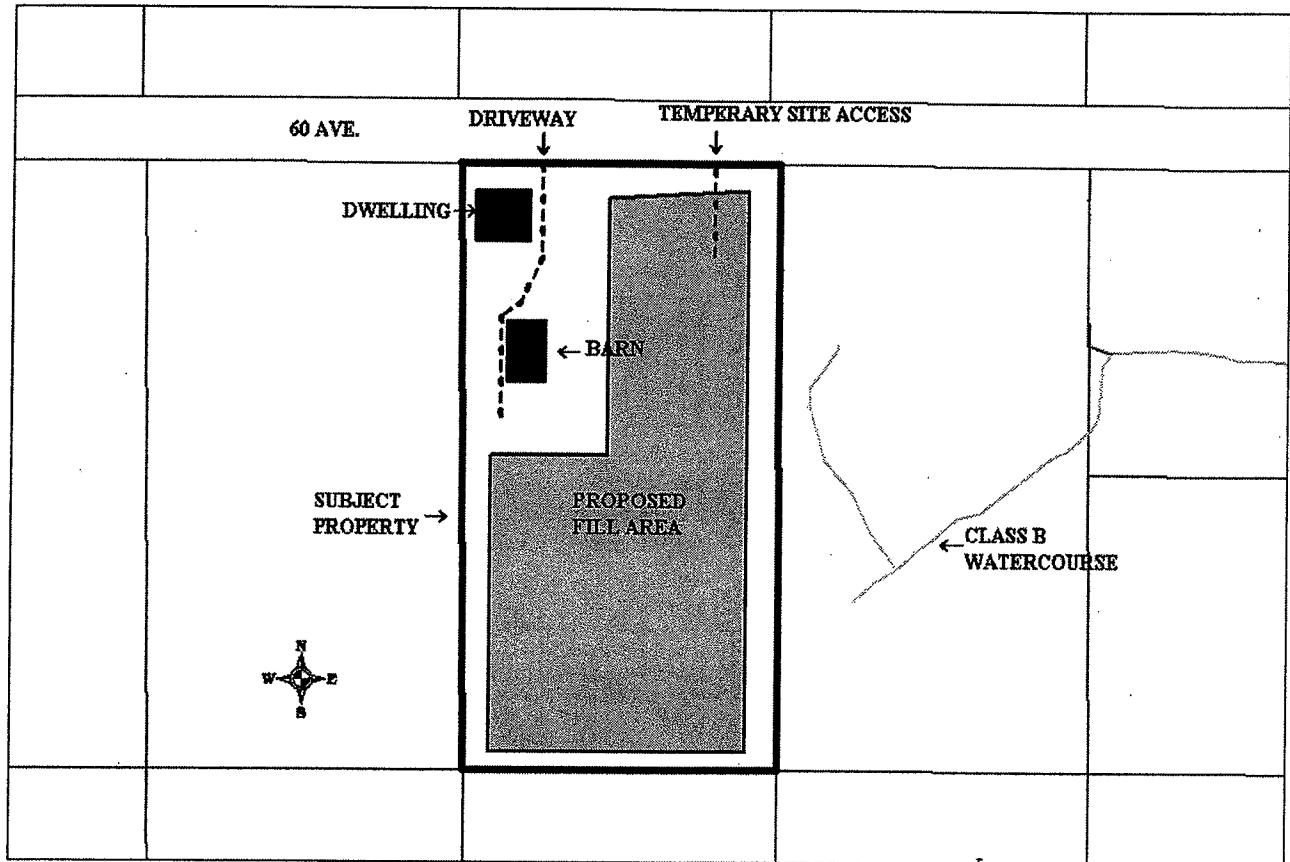 60 AVE.
DRIVEWAY
TEMPERARY SITE ACCESS
DWELLING
BARN
SUBJECT
PROPERTY
PROPOSED
FILL AREA
CLASS B
WATERCOURSE
N
W
E
S